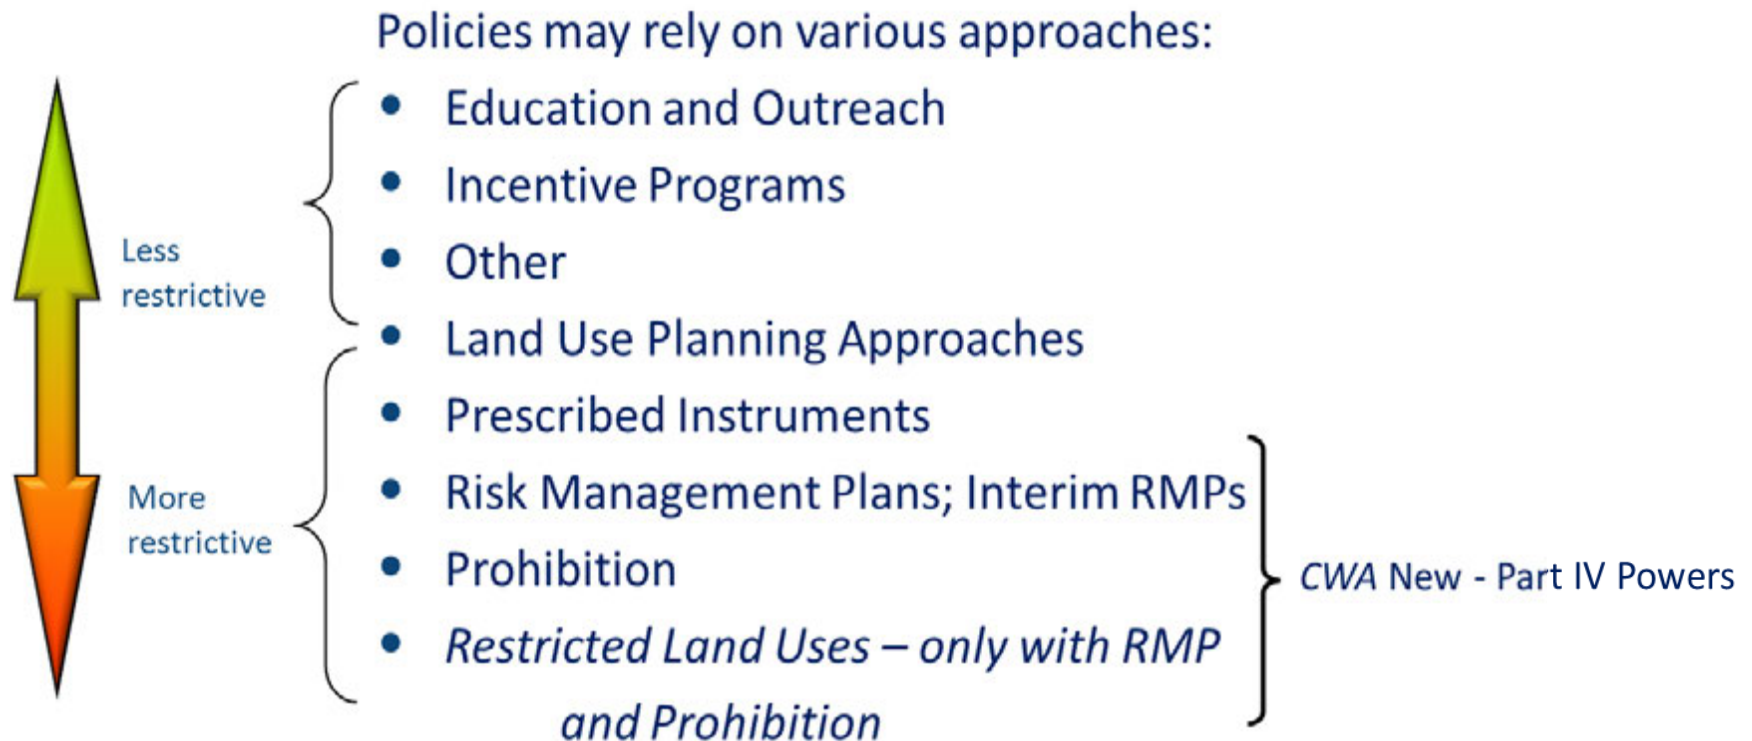 Policies may rely on various approaches:
• Education and Outreach
• Incentive Programs
• Other
Less
restrictive
• Land Use Planning Approaches
• Prescribed Instruments
• Risk Management Plans; Interim RMPs
More
restrictive
• Prohibition
CWA New - Part IV Powers
• Restricted Land Uses – only with RMP
and Prohibition